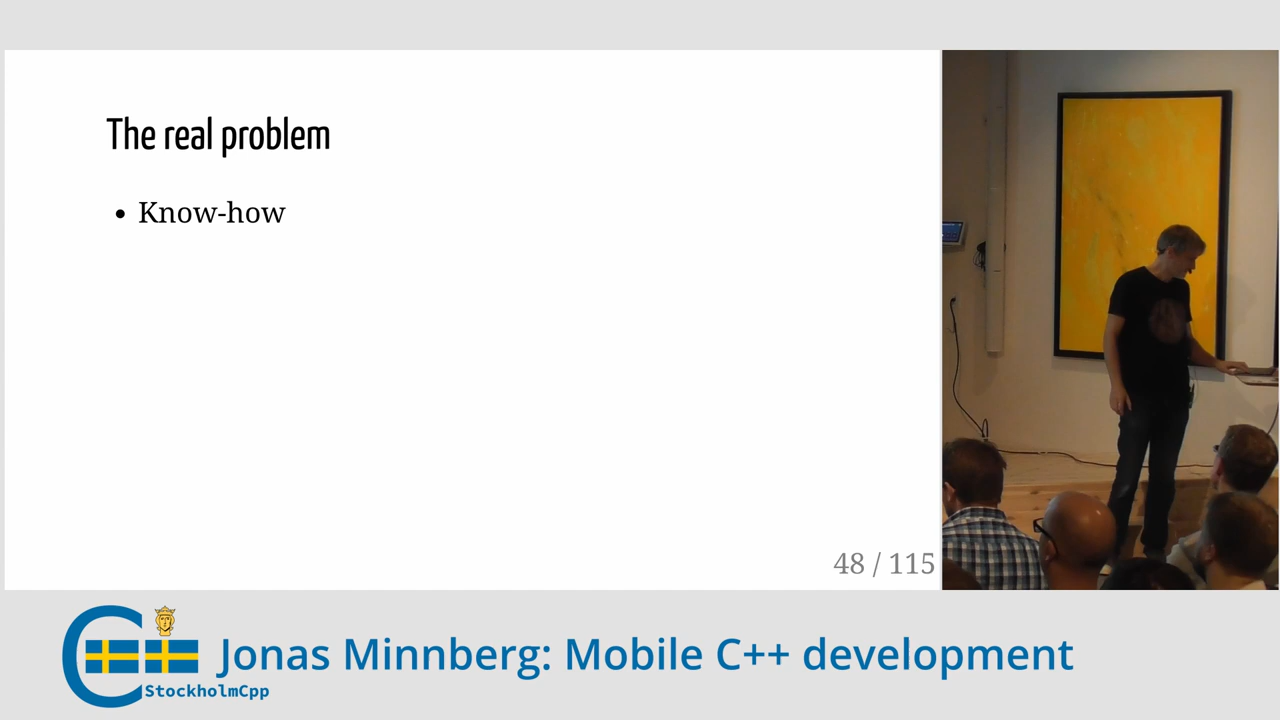 The real problem
Know-how
48 / 115
Jonas Minnberg: Mobile C++ development
StockholmCpp